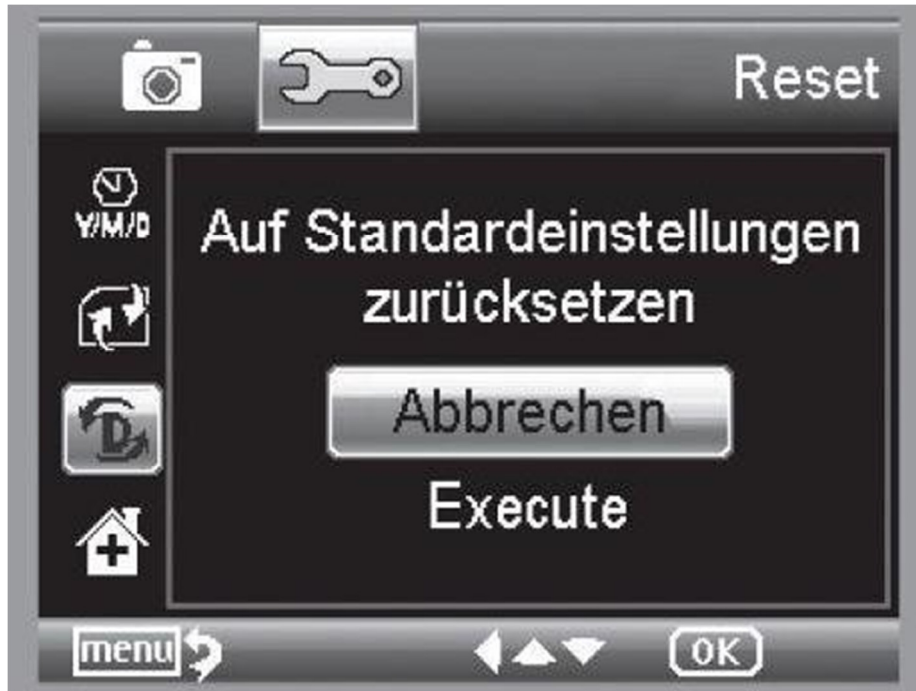 Reset
Y/M/D
Auf Standardeinstellungen
zurücksetzen
D
Abbrechen
Execute
menu
OK